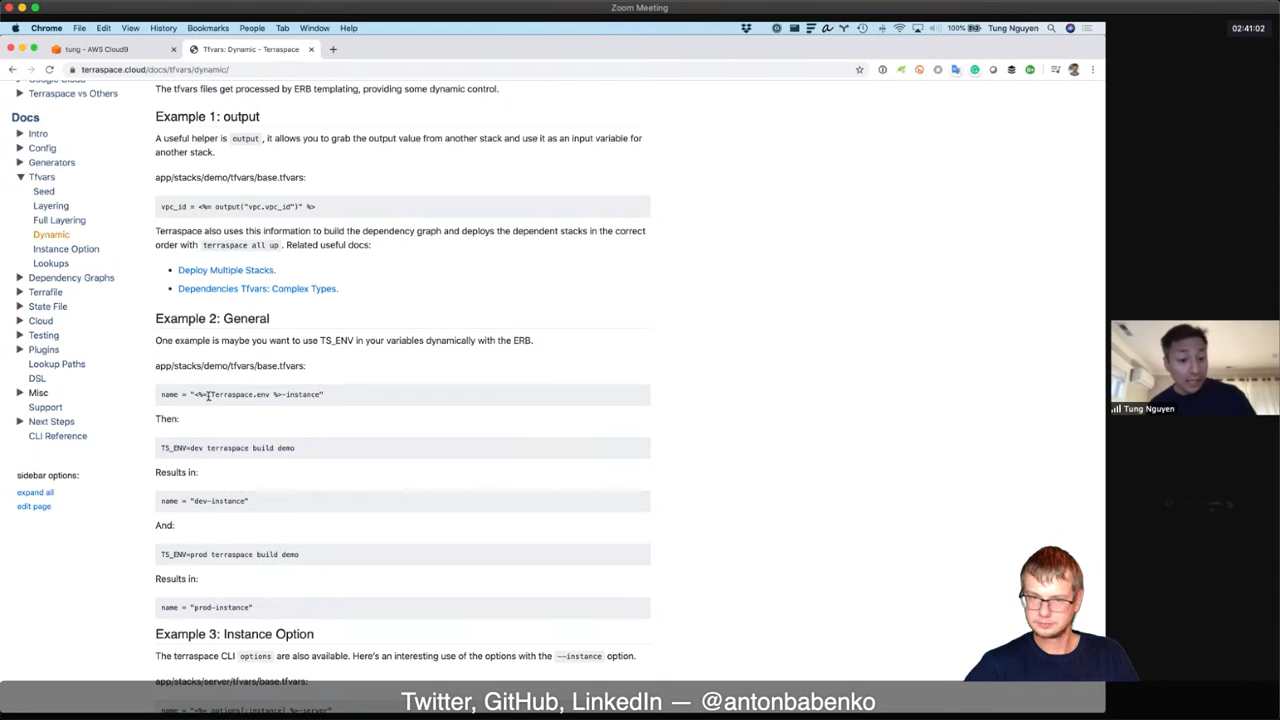 Zoom Meeting
Chrome File Edit View History Bookmarks People Tab Window Help
100% Tung Nguyen
02:41:02
tung - AWS Cloud9
Tfvars: Dynamic - Terraspace
terraspace.cloud/docs/tfvars/dynamic/
Terraspace vs Others
Docs
Intro
Config
Generators
Tfvars
Seed
Layering
Full Layering
Dynamic
Instance Option
Lookups
Dependency Graphs
Terrafile
State File
Cloud
Testing
Plugins
Lookup Paths
DSL
Misc
Support
Next Steps
CLI Reference
sidebar options:
expand all
edit page
The tfvars files get processed by ERB templating, providing some dynamic control.
Example 1: output
A useful helper is output, it allows you to grab the output value from another stack and use it as an input variable for
another stack.
app/stacks/demo/tfvars/base.tfvars:
vpc_id = <%= output("vpc.vpc_id")" %>
Terraspace also uses this information to build the dependency graph and deploys the dependent stacks in the correct
order with terraspace all up. Related useful docs:
• Deploy Multiple Stacks.
• Dependencies Tfvars: Complex Types.
Example 2: General
One example is maybe you want to use TS_ENV in your variables dynamically with the ERB.
app/stacks/demo/tfvars/base.tfvars:
name = "<%= Terraspace.env %>-instance"
Then:
TS_ENV=dev terraspace build demo
Results in:
name = "dev-instance"
And:
TS_ENV=prod terraspace build demo
Results in:
name = "prod-instance"
Example 3: Instance Option
The terraspace CLI options are also available. Here's an interesting use of the options with the --instance option.
app/stacks/server/tfvars/base.tfvars:
name = "<%= options[:instance] %>-server"
Tung Nguyen
Twitter, GitHub, LinkedIn — @antonbabenko